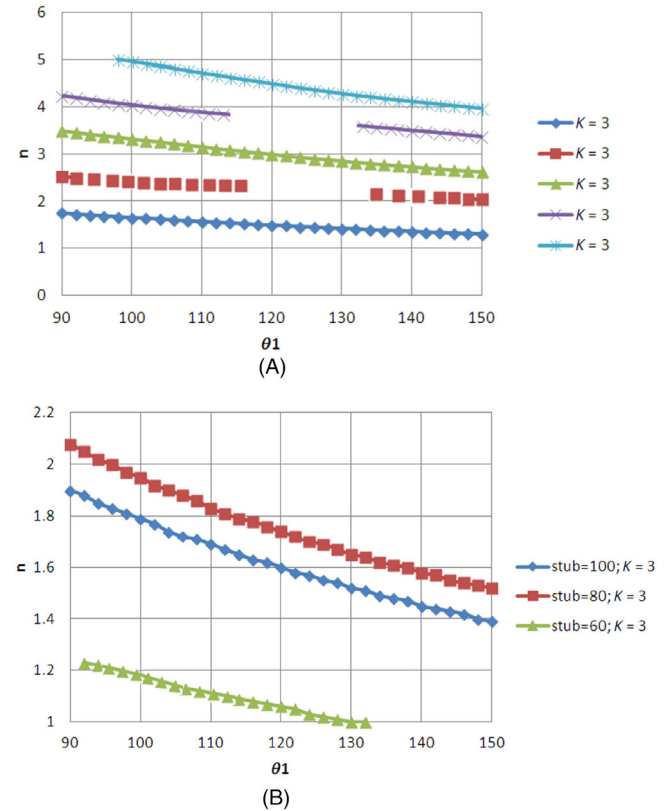 6
5
4
3
2
1
0
n
90 100 110 120 130 140 150
θ1
K = 3
K = 3
K = 3
K = 3
K = 3
(A)
2.2
2
1.8
1.6
1.4
1.2
1
n
90 100 110 120 130 140 150
θ1
stub=100; K = 3
stub=80; K = 3
stub=60; K = 3
(B)